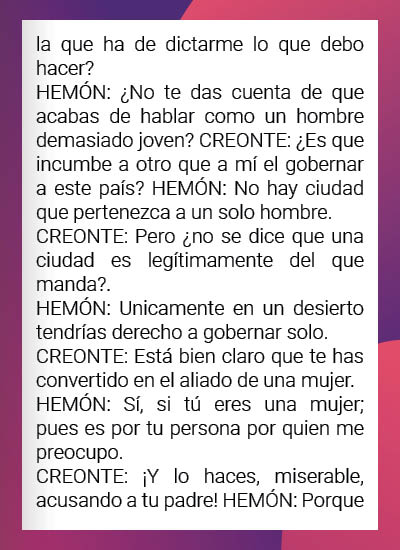 la que ha de dictarme lo que debo
hacer?
HEMÓN: ¿No te das cuenta de que
acabas de hablar como un hombre
demasiado joven? CREONTE: ¿Es que
incumbe a otro que a mí el gobernar
a este país? HEMÓN: No hay ciudad
que pertenezca a un solo hombre.
CREONTE: Pero ¿no se dice que una
ciudad es legítimamente del que
manda?.
HEMÓN: Unicamente en un desierto
tendrías derecho a gobernar solo.
CREONTE: Está bien claro que te has
convertido en el aliado de una mujer.
HEMÓN: Sí, si tú eres una mujer;
pues es por tu persona por quien me
preocupo.
CREONTE: ¡Y lo haces, miserable,
acusando a tu padre! HEMÓN: Porque